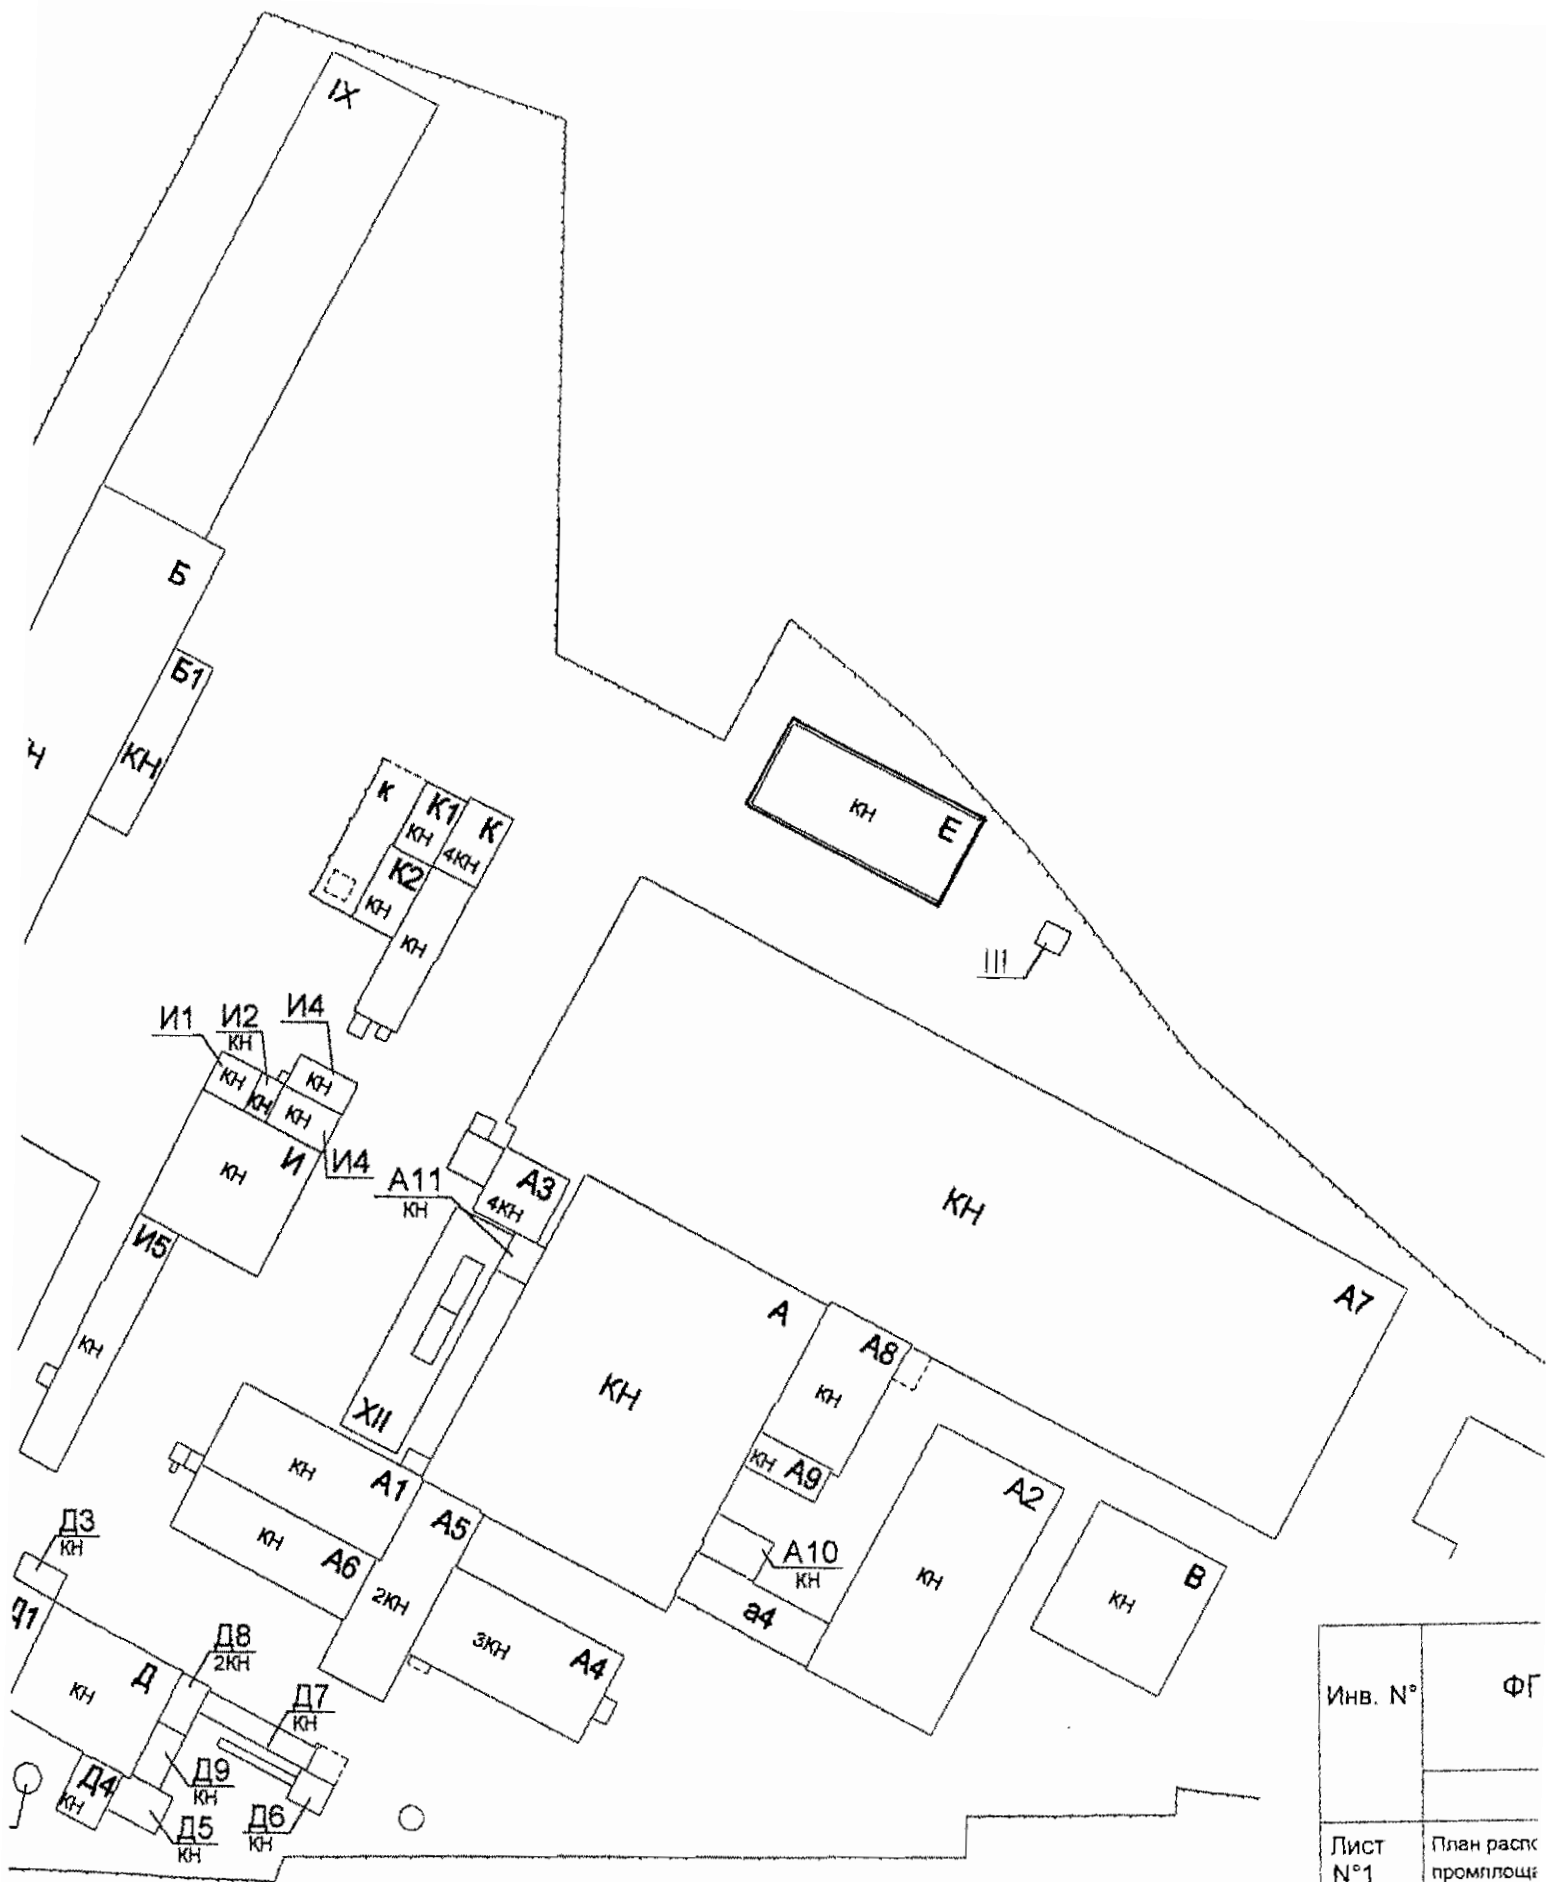 IX
Б
Б1
КН
к
К1
КН
К
4КН
К2
КН
КН
КН
Е
III
И1
И2
КН
И4
КН
КН
КН
КН
И
КН
И4
И5
КН
А11
КН
А3
4КН
КН
А7
А
КН
XII
А8
КН
КН
А9
КН
А1
КН
А6
А5
2КН
А2
КН
А10
КН
а4
В
КН
3КН
А4
Д3
КН
Д1
Д
КН
Д8
2КН
Д7
КН
Д9
КН
Д4
КН
Д5
КН
Д6
КН
Инв. N°
Лист
N°1
План